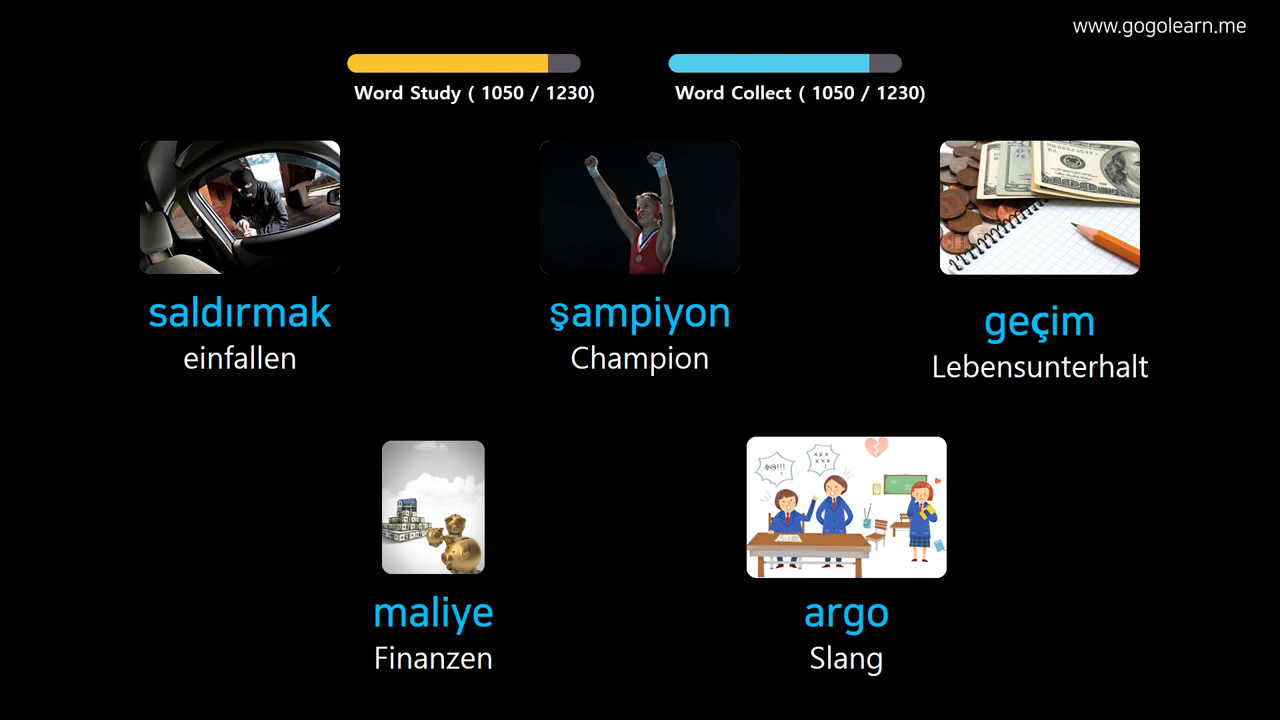 www.gogolearn.me
Word Study ( 1050 / 1230)
Word Collect ( 1050 / 1230)
saldırmak
einfallen
şampiyon
Champion
geçim
Lebensunterhalt
maliye
Finanzen
argo
Slang